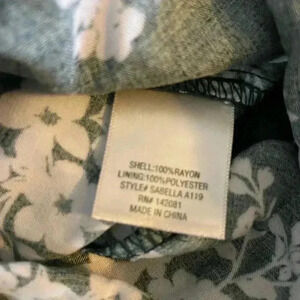 SHELL:100%RAYON
LINING:100%POLYESTER
STYLE# SABELLA A119
RN# 142081
MADE IN CHINA